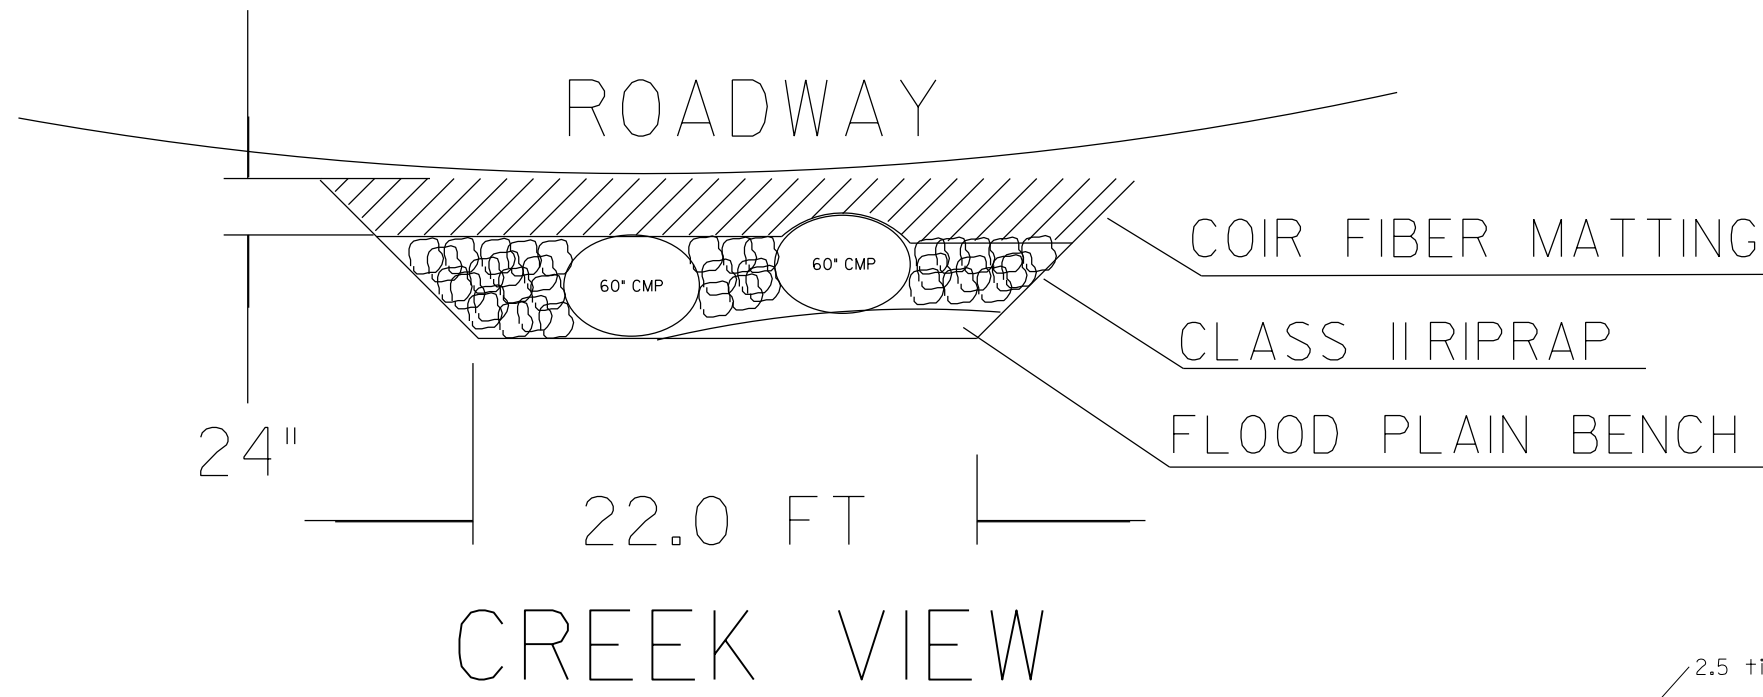 ROADWAY
COIR FIBER MATTING
60" CMP
60" CMP
CLASS II RIPRAP
FLOOD PLAIN BENCH
24"
22.0 FT
CREEK VIEW
2.5